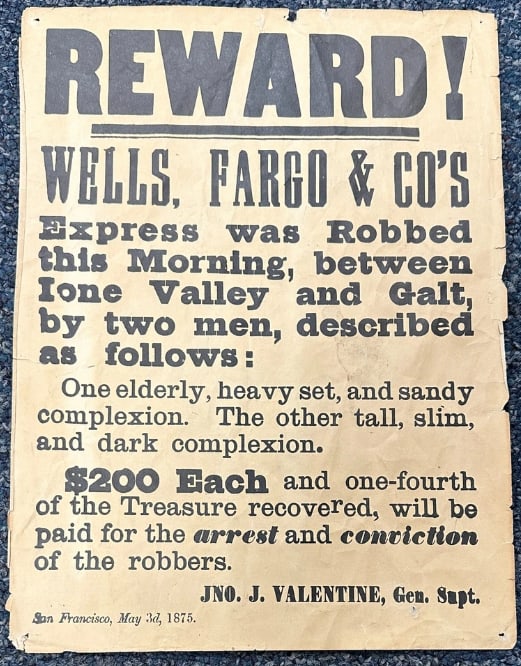 REWARD!
WELLS, FARGO & CO'S
Express was Robbed
this Morning, between
Ione Valley and Galt,
by two men, described
as follows:
One elderly, heavy set, and sandy
complexion. The other tall, slim,
and dark complexion.
$200 Each and one-fourth
of the Treasure recovered, will be
paid for the arrest and conviction
of the robbers.
JNO. J. VALENTINE, Gen. Supt.
San Francisco, May 3d, 1875.